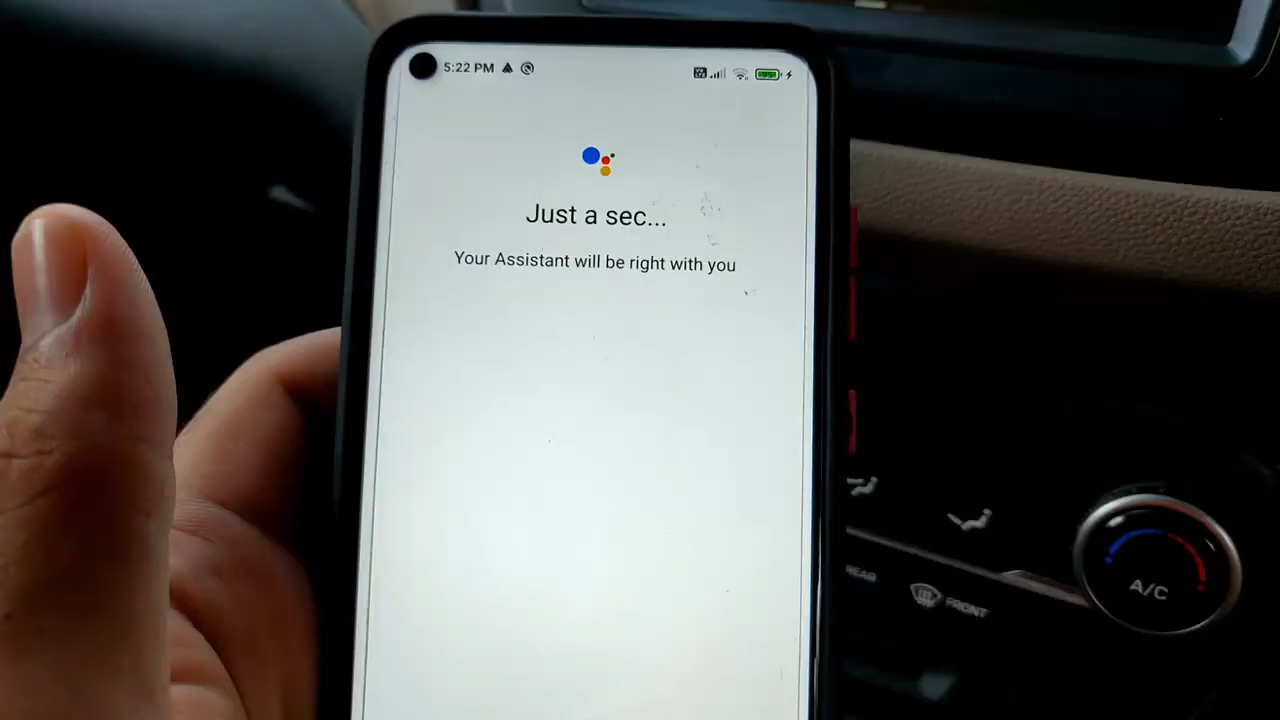 5:22 PM
Just a sec...
Your Assistant will be right with you
A/C
REAR
FRONT